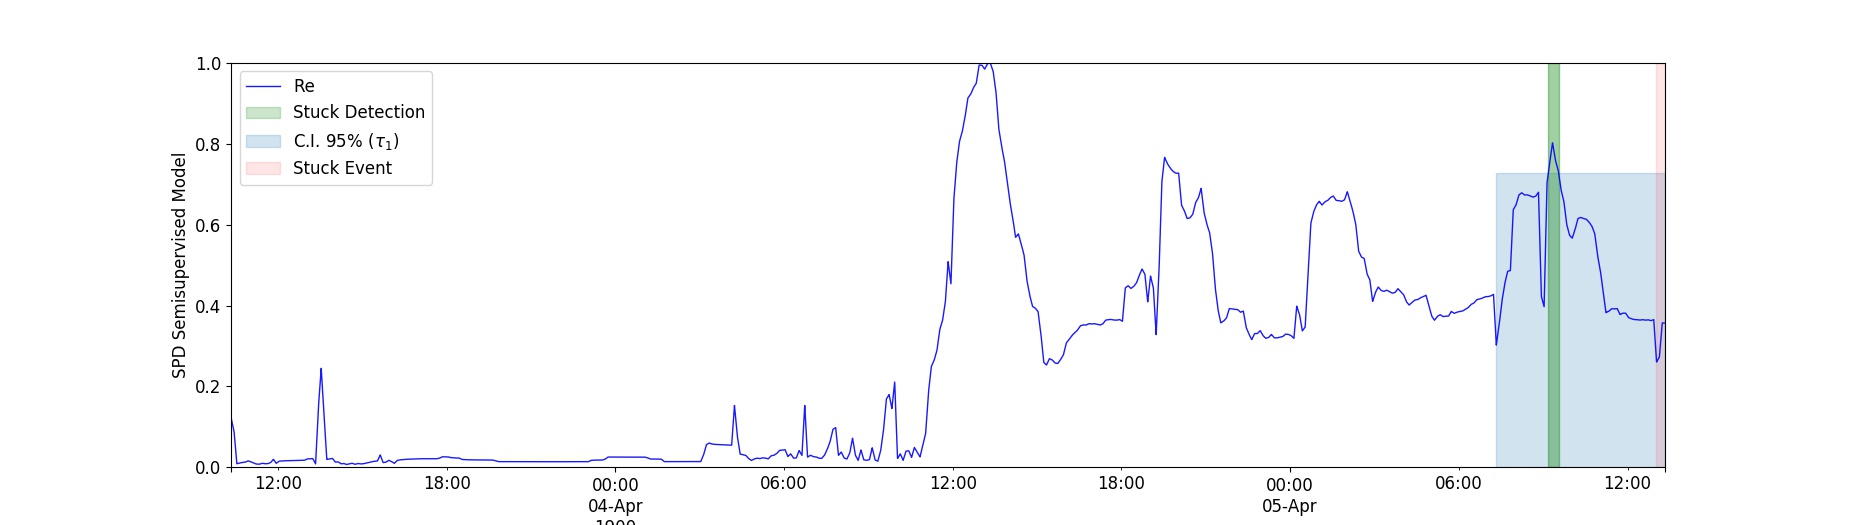 SPD Semisupervised Model
1.0
0.8
0.6
0.4
0.2
0.0
Re
Stuck Detection
C.I. 95% (τ₁)
Stuck Event
12:00
18:00
00:00
06:00
12:00
18:00
00:00
06:00
12:00
04-Apr
05-Apr
1900